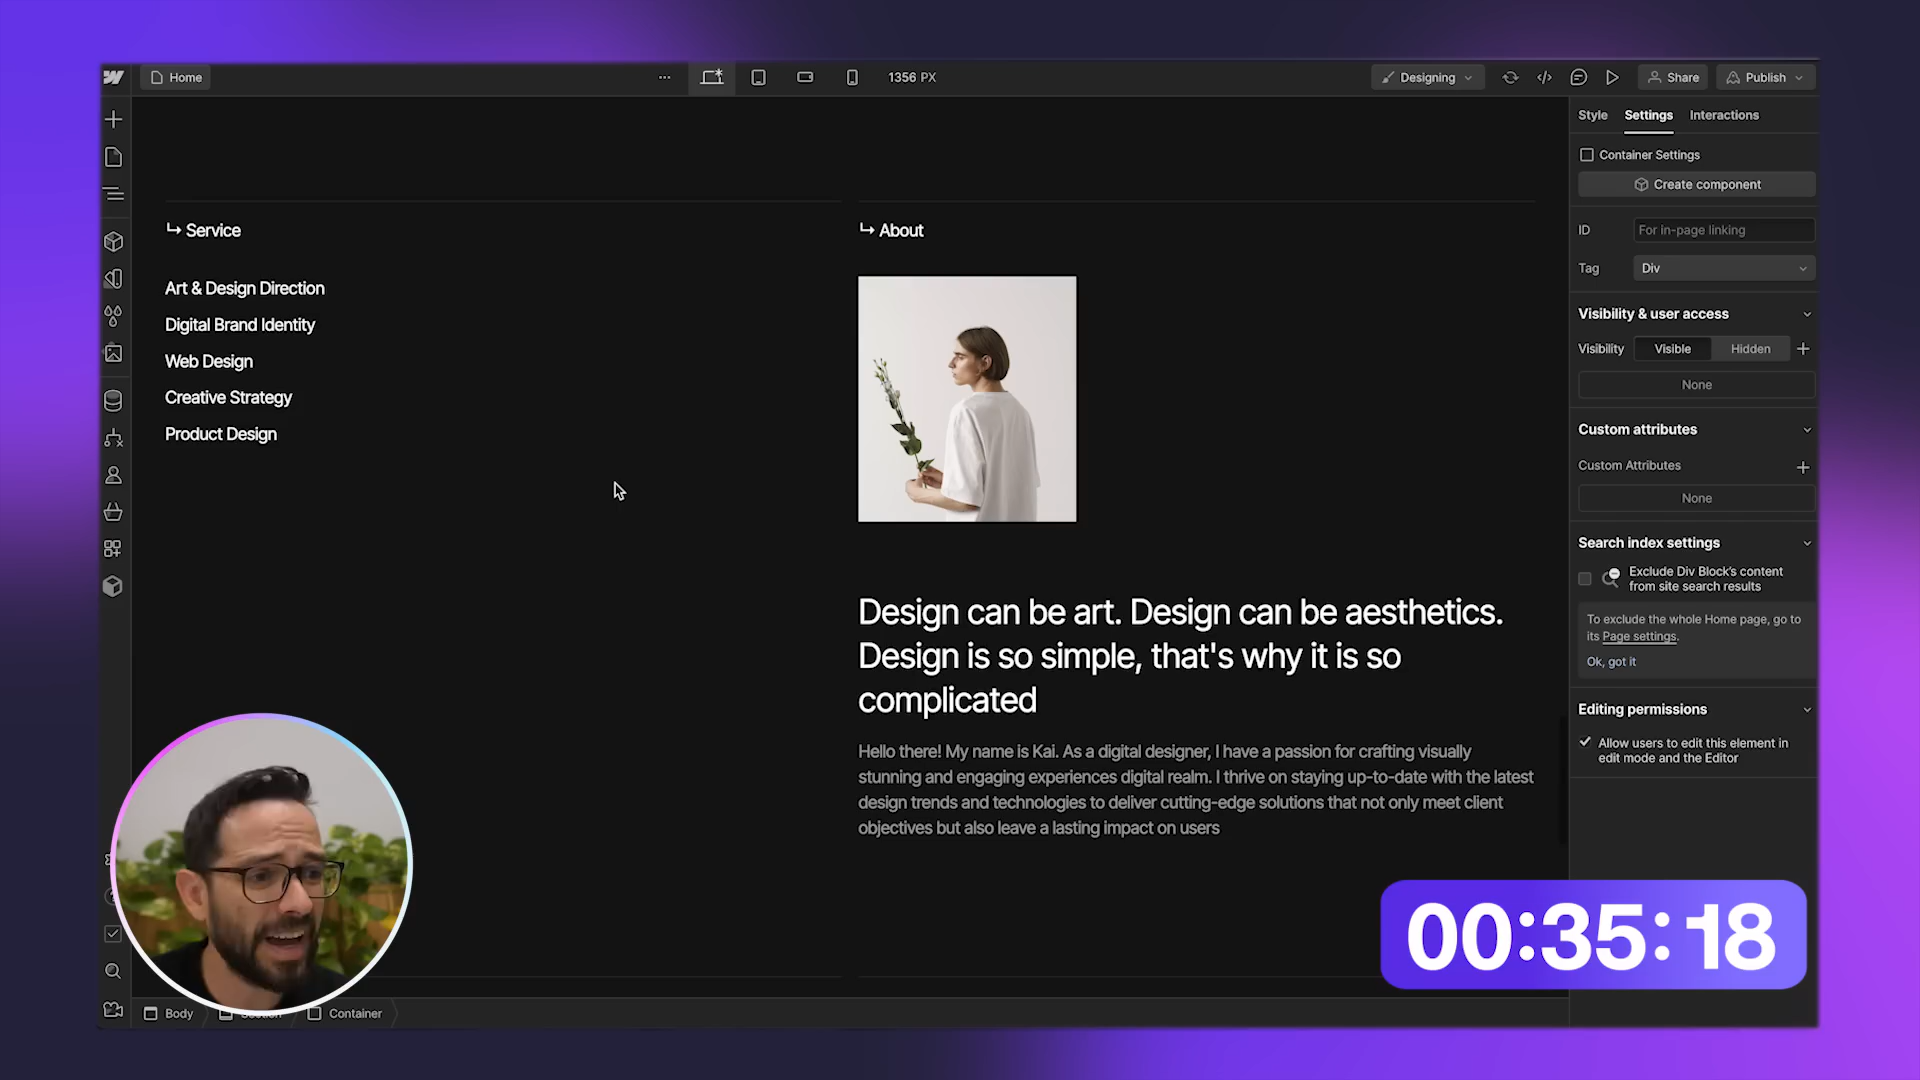 Home
1356 PX
Designing
Share
Publish
Style Settings Interactions
Container Settings
Create component
ID For in-page linking
Tag Div
Visibility & user access
Visibility Visible Hidden
None
Custom attributes
Custom Attributes
None
Search index settings
Exclude Div Block's content
from site search results
To exclude the whole Home page, go to
its Page settings.
Ok, got it
Editing permissions
Allow users to edit this element in
edit mode and the Editor
↳ Service
Art & Design Direction
Digital Brand Identity
Web Design
Creative Strategy
Product Design
↳ About
Design can be art. Design can be aesthetics.
Design is so simple, that's why it is so
complicated
Hello there! My name is Kai. As a digital designer, I have a passion for crafting visually
stunning and engaging experiences digital realm. I thrive on staying up-to-date with the latest
design trends and technologies to deliver cutting-edge solutions that not only meet client
objectives but also leave a lasting impact on users
00:35:18
Body Section Container